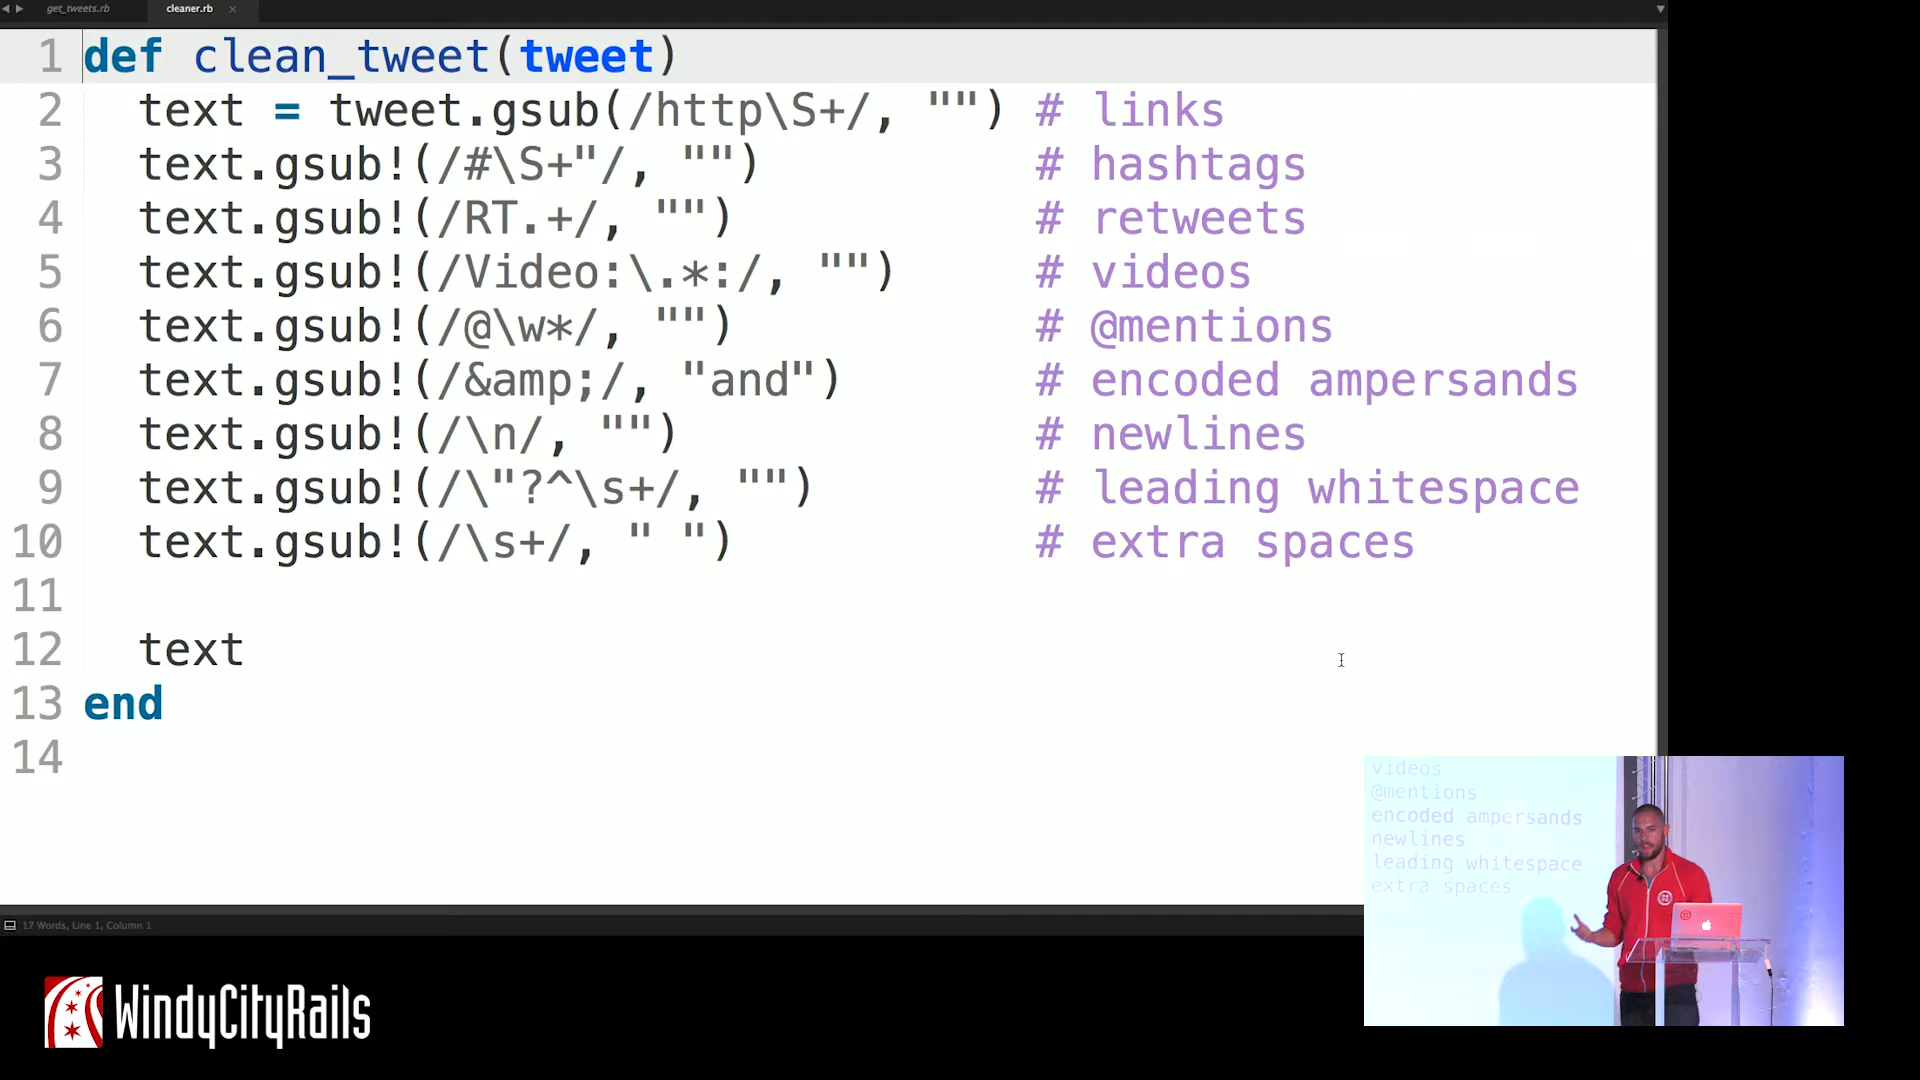 get_tweets.rb
cleaner.rb
1 def clean_tweet(tweet)
2 text = tweet.gsub(/http\S+/, "") # links
3 text.gsub!(/#\S+"/, "") # hashtags
4 text.gsub!(/RT.+/, "") # retweets
5 text.gsub!(/Video:\.*:/, "") # videos
6 text.gsub!(/@\w*/, "") # @mentions
7 text.gsub!(/&amp;/, "and") # encoded ampersands
8 text.gsub!(/\n/, "") # newlines
9 text.gsub!(/\"?^\s+/, "") # leading whitespace
10 text.gsub!(/\s+/, " ") # extra spaces
11
12 text
13 end
14
17 Words, Line 1, Column 1
WindyCityRails
videos
@mentions
encoded ampersands
newlines
leading whitespace
extra spaces